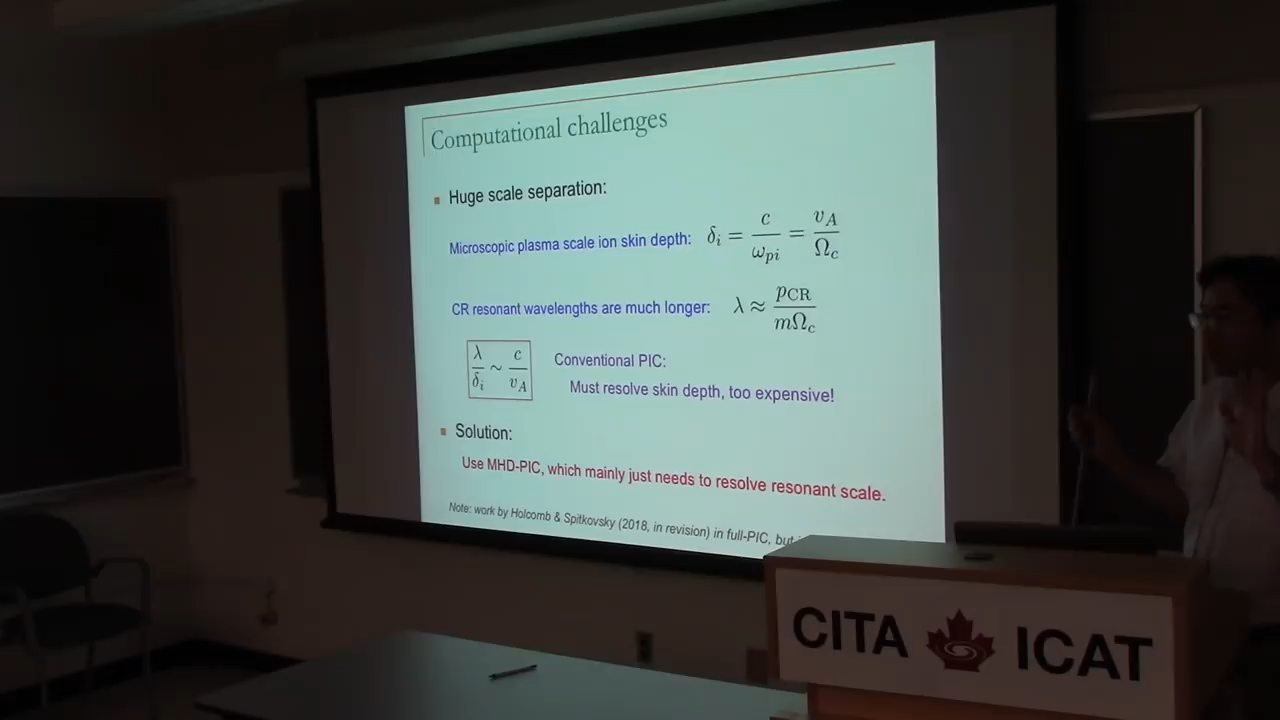 Computational challenges
Huge scale separation:
Microscopic plasma scale ion skin depth: δ_i = c/ω_pi = v_A/Ω_c
CR resonant wavelengths are much longer: λ ≈ p_CR/mΩ_c
λ/δ_i ~ c/v_A
Conventional PIC:
Must resolve skin depth, too expensive!
Solution:
Use MHD-PIC, which mainly just needs to resolve resonant scale.
Note: work by Holcomb & Spitkovsky (2018, in revision) in full-PIC, but
CITA ICAT